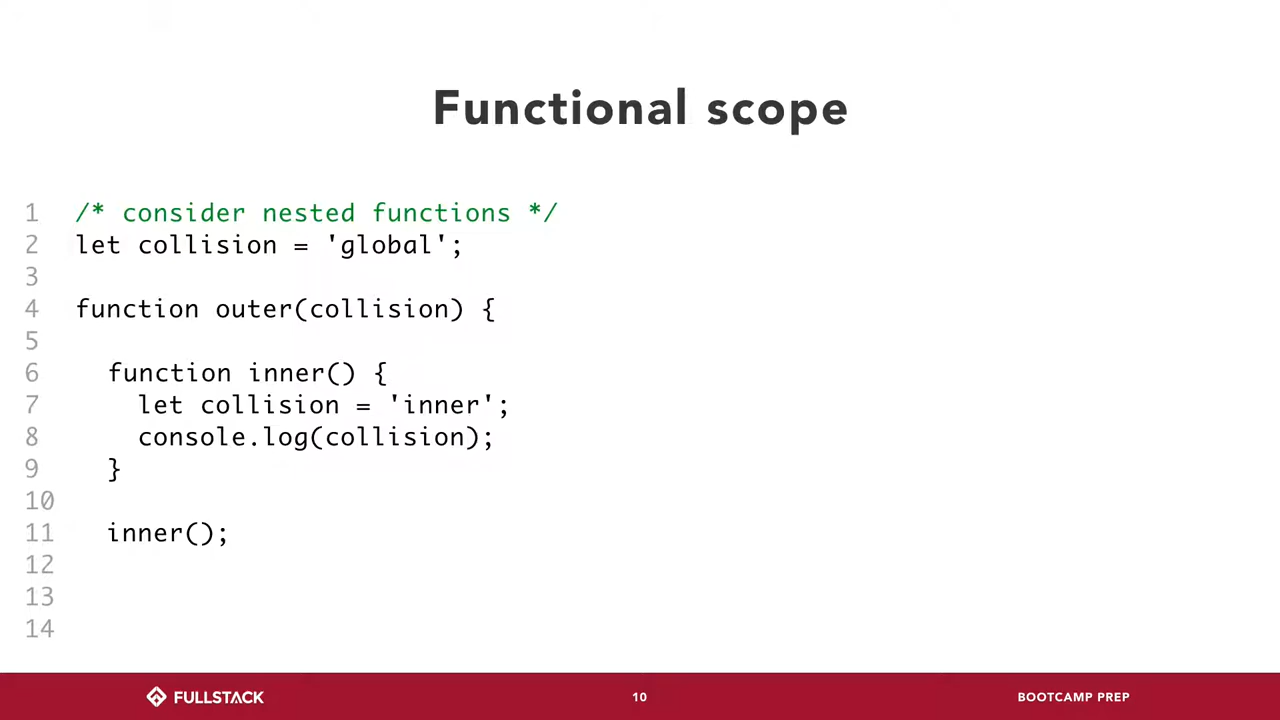 Functional scope
1 /* consider nested functions */
2 let collision = 'global';
3
4 function outer(collision) {
5
6   function inner() {
7     let collision = 'inner';
8     console.log(collision);
9   }
10
11   inner();
12
13
14
FULLSTACK 10 BOOTCAMP PREP